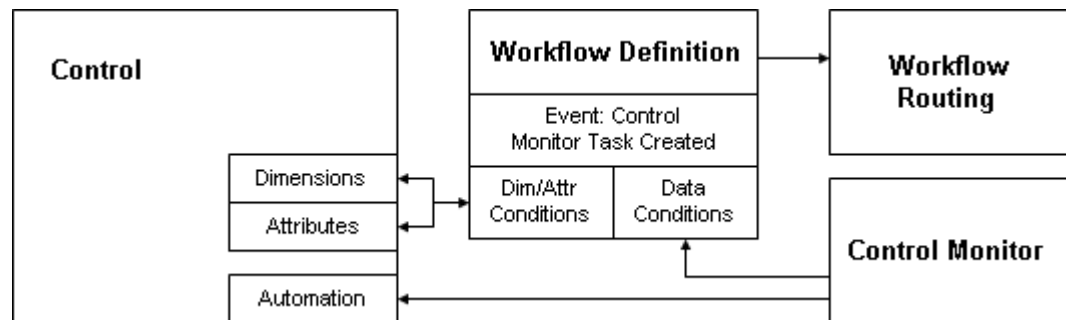 Control
Dimensions
Attributes
Automation
Workflow Definition
Event: Control
Monitor Task Created
Dim/Attr
Conditions
Data
Conditions
Workflow
Routing
Control Monitor